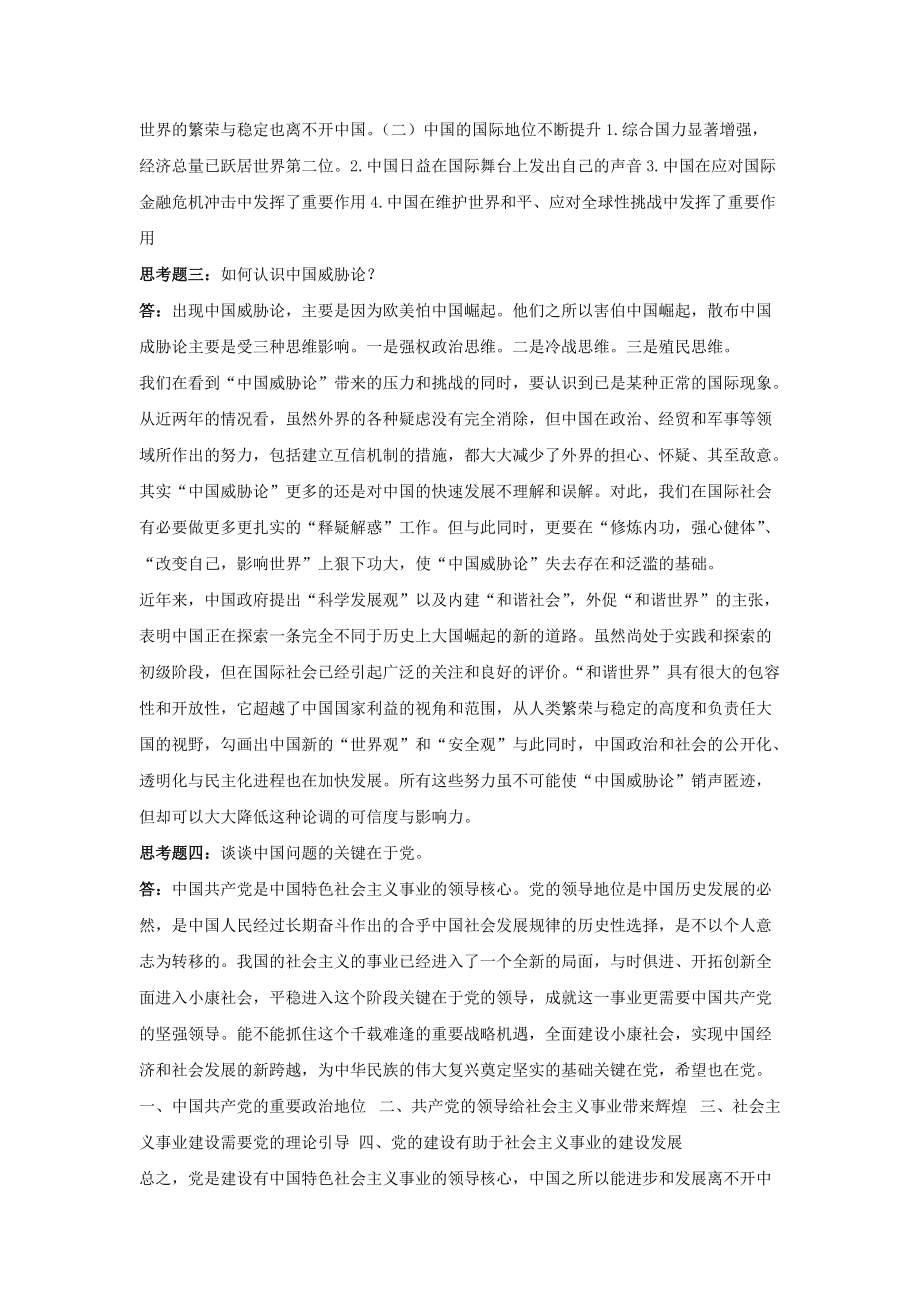 世界的繁荣与稳定也离不开中国。（二）中国的国际地位不断提升 1.综合国力显著增强，
经济总量已跃居世界第二位。2.中国日益在国际舞台上发出自己的声音 3.中国在应对国际
金融危机冲击中发挥了重要作用 4.中国在维护世界和平、应对全球性挑战中发挥了重要作
用
思考题三：如何认识中国威胁论？
答：出现中国威胁论，主要是因为欧美怕中国崛起。他们之所以害伯中国崛起，散布中国
成胁论主要是受三种思维影响。一是强权政治思维。二是冷战思维。三是殖民思维。
我们在看到“中国威胁论”带来的压力和挑战的同时，要认识到已是某种正常的国际现象。
从近两年的情况看，虽然外界的各种疑虑没有完全消除，但中国在政治、经贸和军事等领
域所作出的努力，包括建立互信机制的措施，都大大减少了外界的担心、怀疑、其至敌意。
其实“中国威胁论”更多的还是对中国的快速发展不理解和误解。对此，我们在国际社会
有必要做更多更扎实的“释疑解惑”工作。但与此同时，更要在“修炼内功，强心健体”、
“改变自己，影响世界”上狠下功大，使“中国威胁论”失去存在和泛滥的基础。
近年来，中国政府提出“科学发展观”以及内建“和谐社会”，外促“和谐世界”的主张，
表明中国正在探索一条完全不同于历史上大国崛起的新的道路。虽然尚处于实践和探索的
初级阶段，但在国际社会已经引起广泛的关注和良好的评价。“和谐世界”具有很大的包容
性和开放性，它超越了中国国家利益的视角和范围，从人类繁荣与稳定的高度和负责任大
国的视野，勾画出中国新的“世界观”和“安全观”与此同时，中国政治和社会的公开化、
透明化与民主化进程也在加快发展。所有这些努力虽不可能使“中国威胁论”销声匿迹，
但却可以大大降低这种论调的可信度与影响力。
思考题四：谈谈中国问题的关键在于党。
答：中国共产党是中国特色社会主义事业的领导核心。党的领导地位是中国历史发展的必
然，是中国人民经过长期奋斗作出的合乎中国社会发展规律的历史性选择，是不以个人意
志为转移的。我国的社会主义的事业已经进入了一个全新的局面，与时俱进、开拓创新全
面进入小康社会，平稳进入这个阶段关键在于党的领导，成就这一事业更需要中国共产党
的坚强领导。能不能抓住这个千载难逢的重要战略机遇，全面建设小康社会，实现中国经
济和社会发展的新跨越，为中华民族的伟大复兴奠定坚实的基础关键在党，希望也在党。
一、中国共产党的重要政治地位 二、共产党的领导给社会主义事业带来辉煌 三、社会主
义事业建设需要党的理论引导 四、党的建设有助于社会主义事业的建设发展
总之，党是建设有中国特色社会主义事业的领导核心，中国之所以能进步和发展离不开中